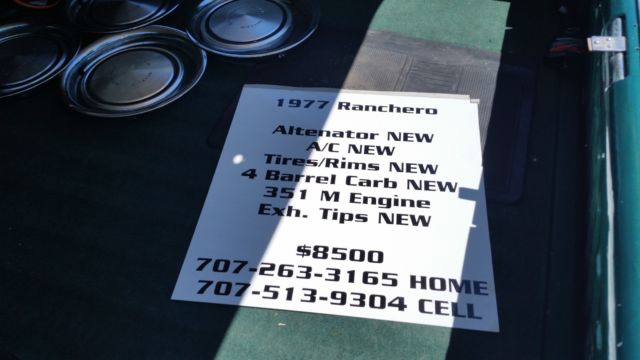 1977 Ranchero
Altenator NEW
A/C NEW
Tires/Rims NEW
4 Barrel Carb NEW
351 M Engine
Exh. Tips NEW
$8500
707-263-3165 HOME
707-513-9304 CELL